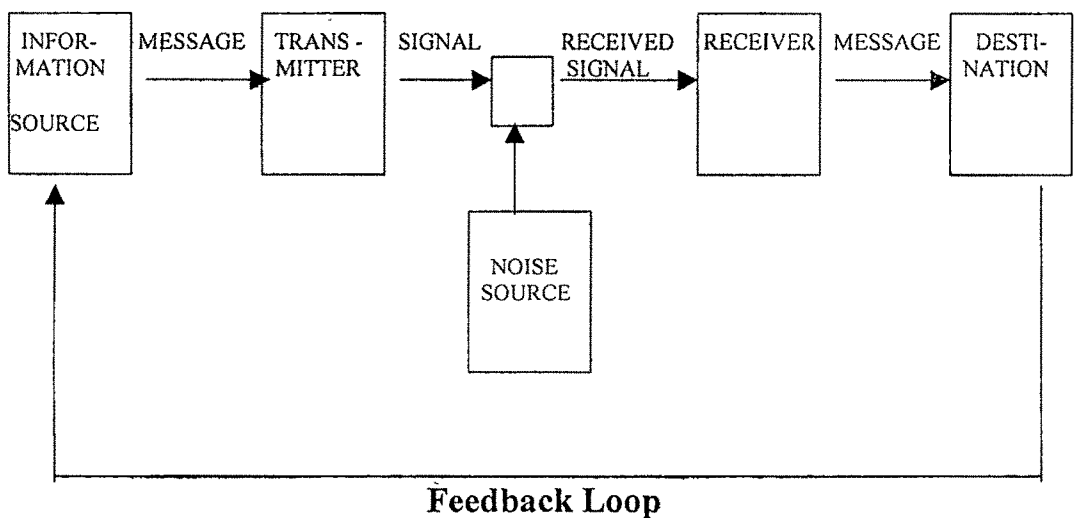 INFOR-
MATION
SOURCE
MESSAGE
TRANS -
MITTER
SIGNAL
RECEIVED
SIGNAL
RECEIVER
MESSAGE
DESTI-
NATION
NOISE
SOURCE
Feedback Loop